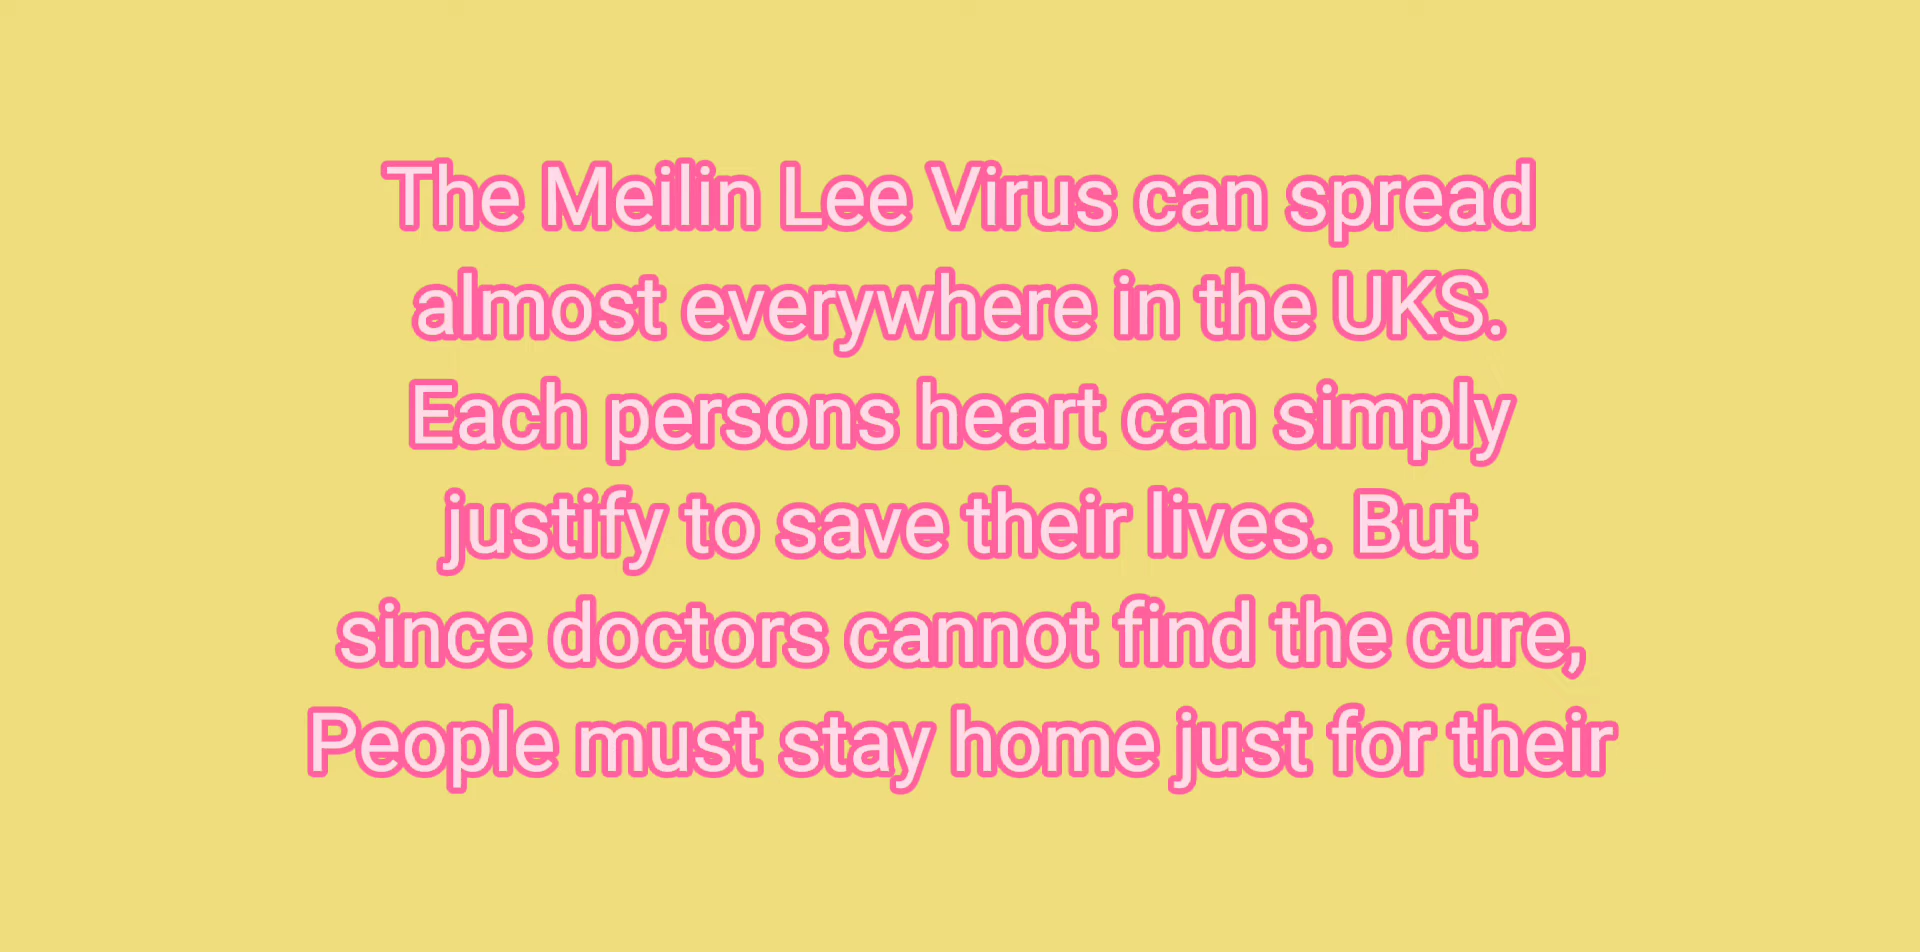 The Meilin Lee Virus can spread
almost everywhere in the UKS.
Each persons heart can simply
justify to save their lives. But
since doctors cannot find the cure,
People must stay home just for their